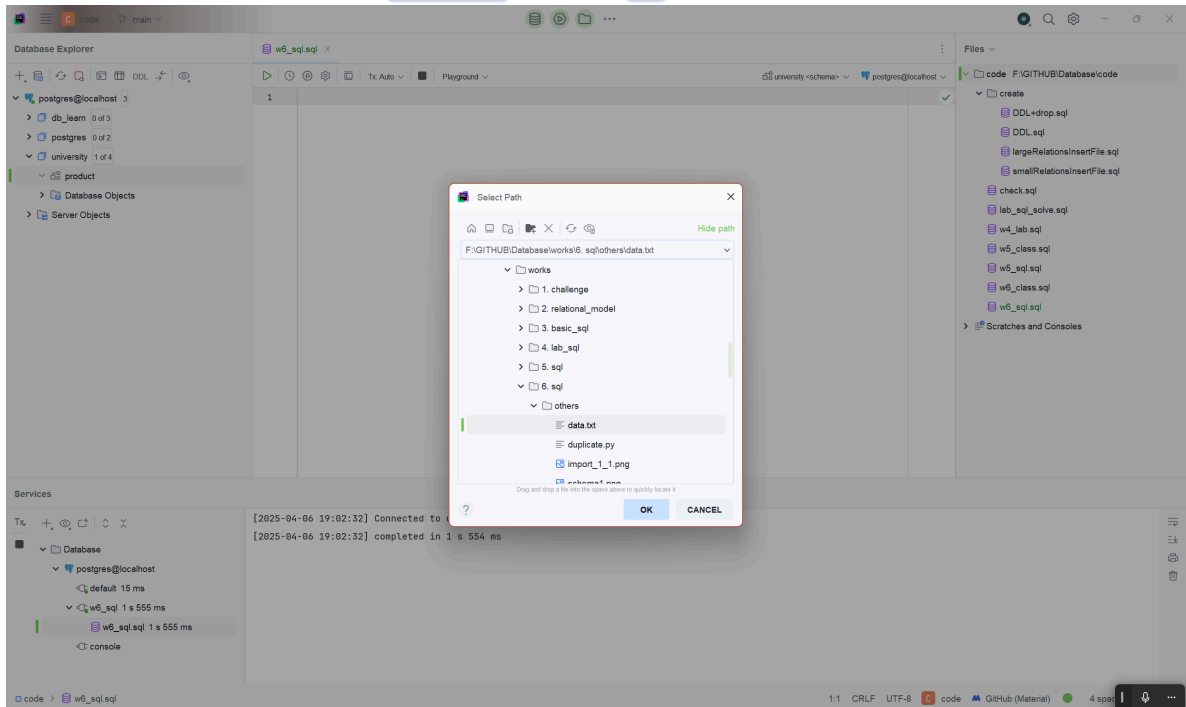 C code main
Database Explorer
w6_sql.sql
Files
DDL
Tx: Auto
Playground
university.<schema>
postgres@localhost
1
postgres@localhost 3
db_learn 0 of 3
postgres 0 of 2
university 1 of 4
product
Database Objects
Server Objects
code F:\GITHUB\Database\code
create
DDL+drop.sql
DDL.sql
largeRelationsInsertFile.sql
smallRelationsInsertFile.sql
check.sql
lab_sql_solve.sql
w4_lab.sql
w5_class.sql
w5_sql.sql
w6_class.sql
w6_sql.sql
Scratches and Consoles
Select Path
Hide path
F:\GITHUB\Database\works\6. sql\others\data.txt
works
1. challenge
2. relational_model
3. basic_sql
4. lab_sql
5. sql
6. sql
others
data.txt
duplicate.py
import_1_1.png
schema1.png
Drag and drop a file into the space above to quickly locate it
? OK CANCEL
Services
Tx
Database
postgres@localhost
default 15 ms
w6_sql 1 s 555 ms
w6_sql.sql 1 s 555 ms
console
[2025-04-06 19:02:32] Connected to
[2025-04-06 19:02:32] completed in 1 s 554 ms
code > w6_sql.sql
1:1 CRLF UTF-8 C code GitHub (Material) 4 spac